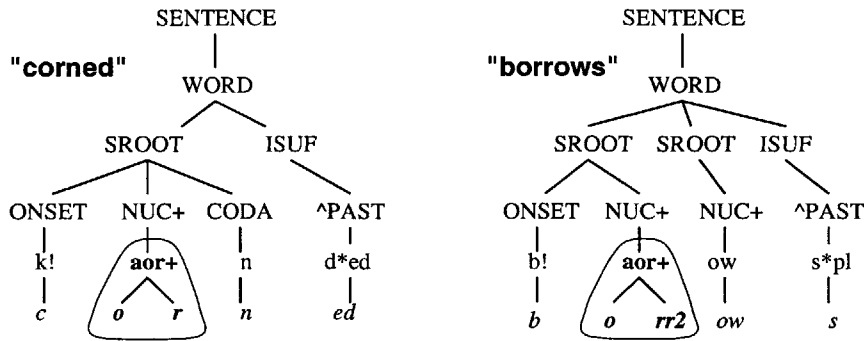 SENTENCE SENTENCE
"corned" "borrows"
WORD WORD
SROOT ISUF SROOT SROOT ISUF
ONSET NUC+ CODA ^PAST ONSET NUC+ NUC+ ^PAST
k! aor+ n d*ed b! aor+ ow s*pl
c o r n ed b o rr2 ow s